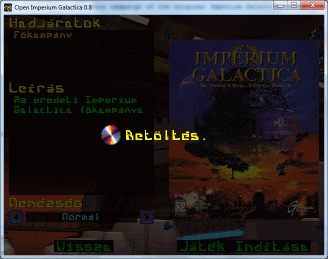 Open Imperium Galactica 0.8
Hadjáratok
Főkampány
IMPERIUM
GALACTICA
Leírás
Az eredeti Imperium
Galactica főkampánya
Betöltés.
Nehézség
Normál
Vissza
Játék Indítása